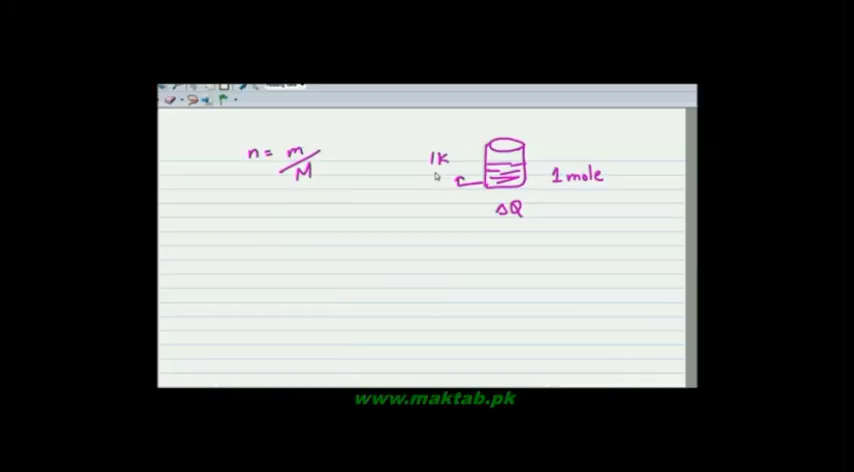 n = m/M
1K
1 mole
ΔQ
www.maktab.pk